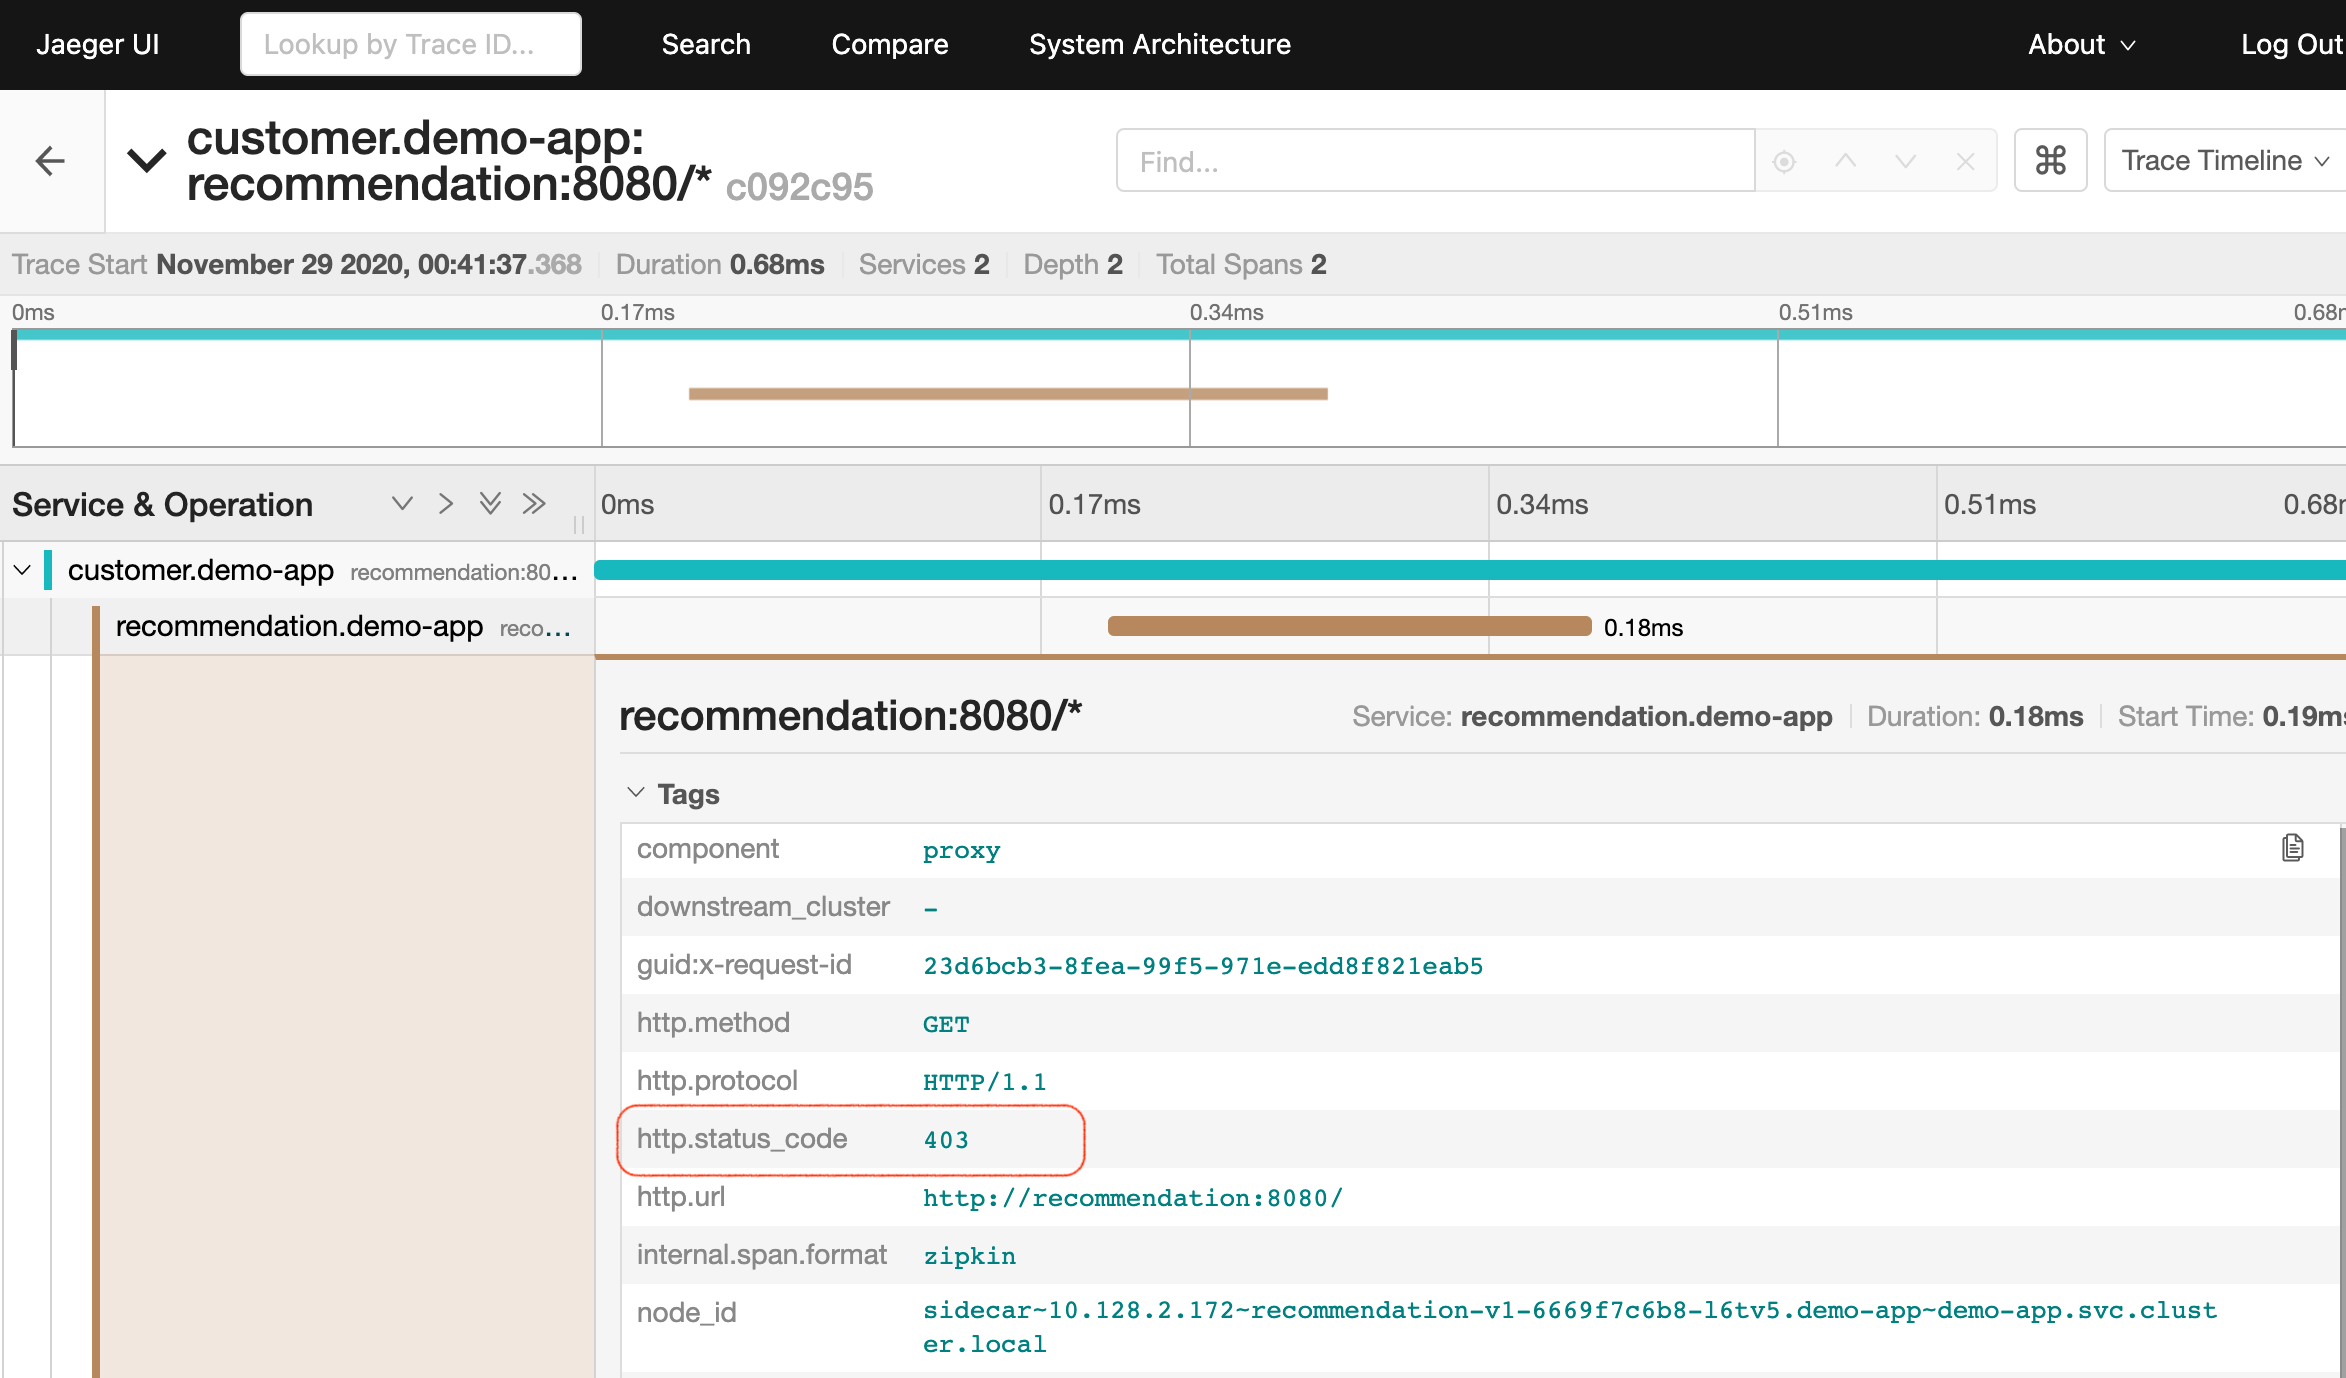 Jaeger UI Lookup by Trace ID... Search Compare System Architecture About Log Out
customer.demo-app:
recommendation:8080/* c092c95
Find... ⌘ Trace Timeline
Trace Start November 29 2020, 00:41:37.368 Duration 0.68ms Services 2 Depth 2 Total Spans 2
0ms 0.17ms 0.34ms 0.51ms 0.68m
Service & Operation 0ms 0.17ms 0.34ms 0.51ms 0.68m
customer.demo-app recommendation:80...
recommendation.demo-app reco... 0.18ms
recommendation:8080/* Service: recommendation.demo-app Duration: 0.18ms Start Time: 0.19ms
Tags
component proxy
downstream_cluster -
guid:x-request-id 23d6bcb3-8fea-99f5-971e-edd8f821eab5
http.method GET
http.protocol HTTP/1.1
http.status_code 403
http.url http://recommendation:8080/
internal.span.format zipkin
node_id sidecar~10.128.2.172~recommendation-v1-6669f7c6b8-l6tv5.demo-app~demo-app.svc.clust
er.local